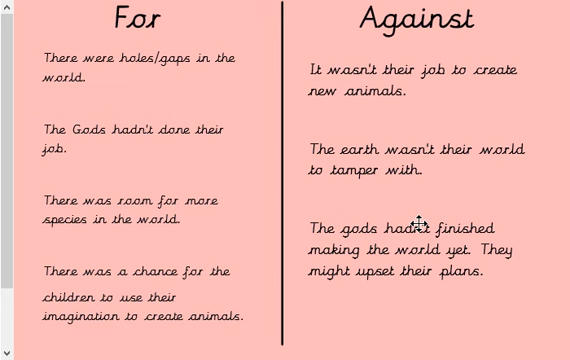 For
There were holes/gaps in the
world.
The Gods hadn't done their
job.
There was room for more
species in the world.
There was a chance for the
children to use their
imagination to create animals.
Against
It wasn't their job to create
new animals.
The earth wasn't their world
to tamper with.
The gods hadn't finished
making the world yet. They
might upset their plans.